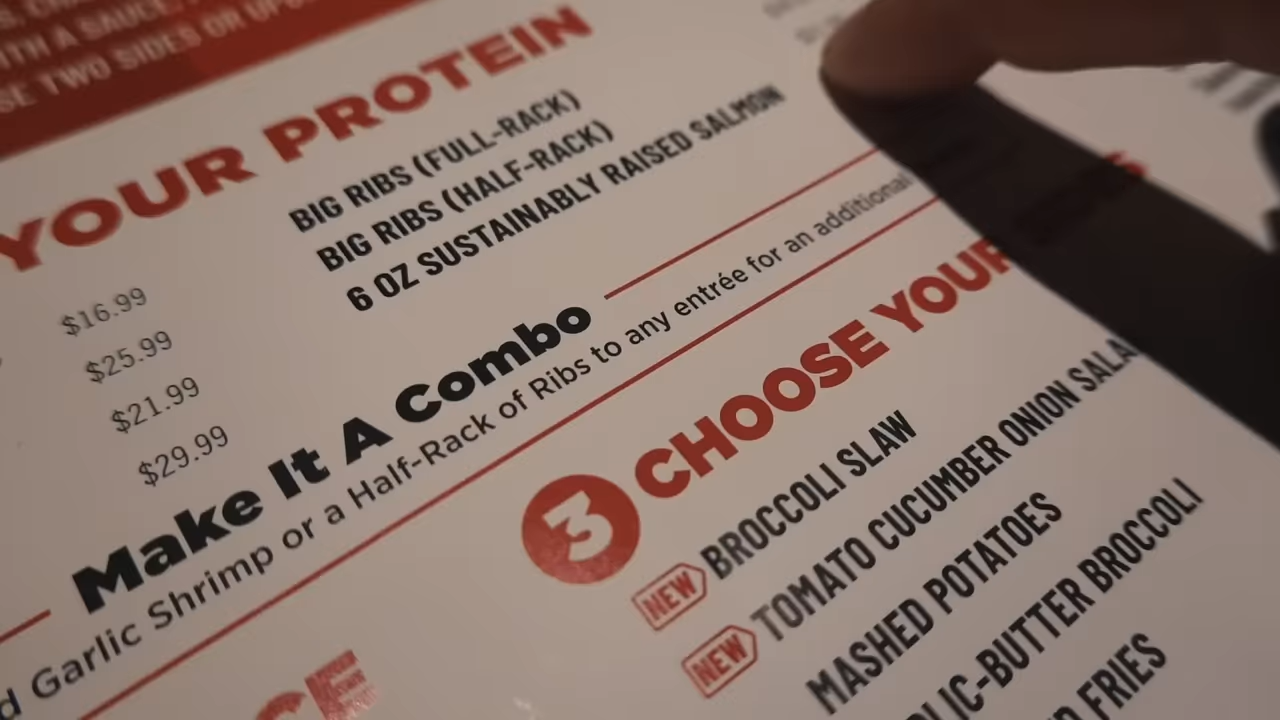 WITH A SAUCE,
SE TWO SIDES OR
YOUR PROTEIN
$16.99
$25.99
$21.99
$29.99
BIG RIBS (FULL-RACK)
BIG RIBS (HALF-RACK)
6 OZ SUSTAINABLY RAISED SALMON
Make It A Combo
d Garlic Shrimp or a Half-Rack of Ribs to any entrée for an additional
3 CHOOSE YOUR
NEW BROCCOLI SLAW
NEW TOMATO CUCUMBER ONION SALA
MASHED POTATOES
LIC-BUTTER BROCCOLI
FRIES